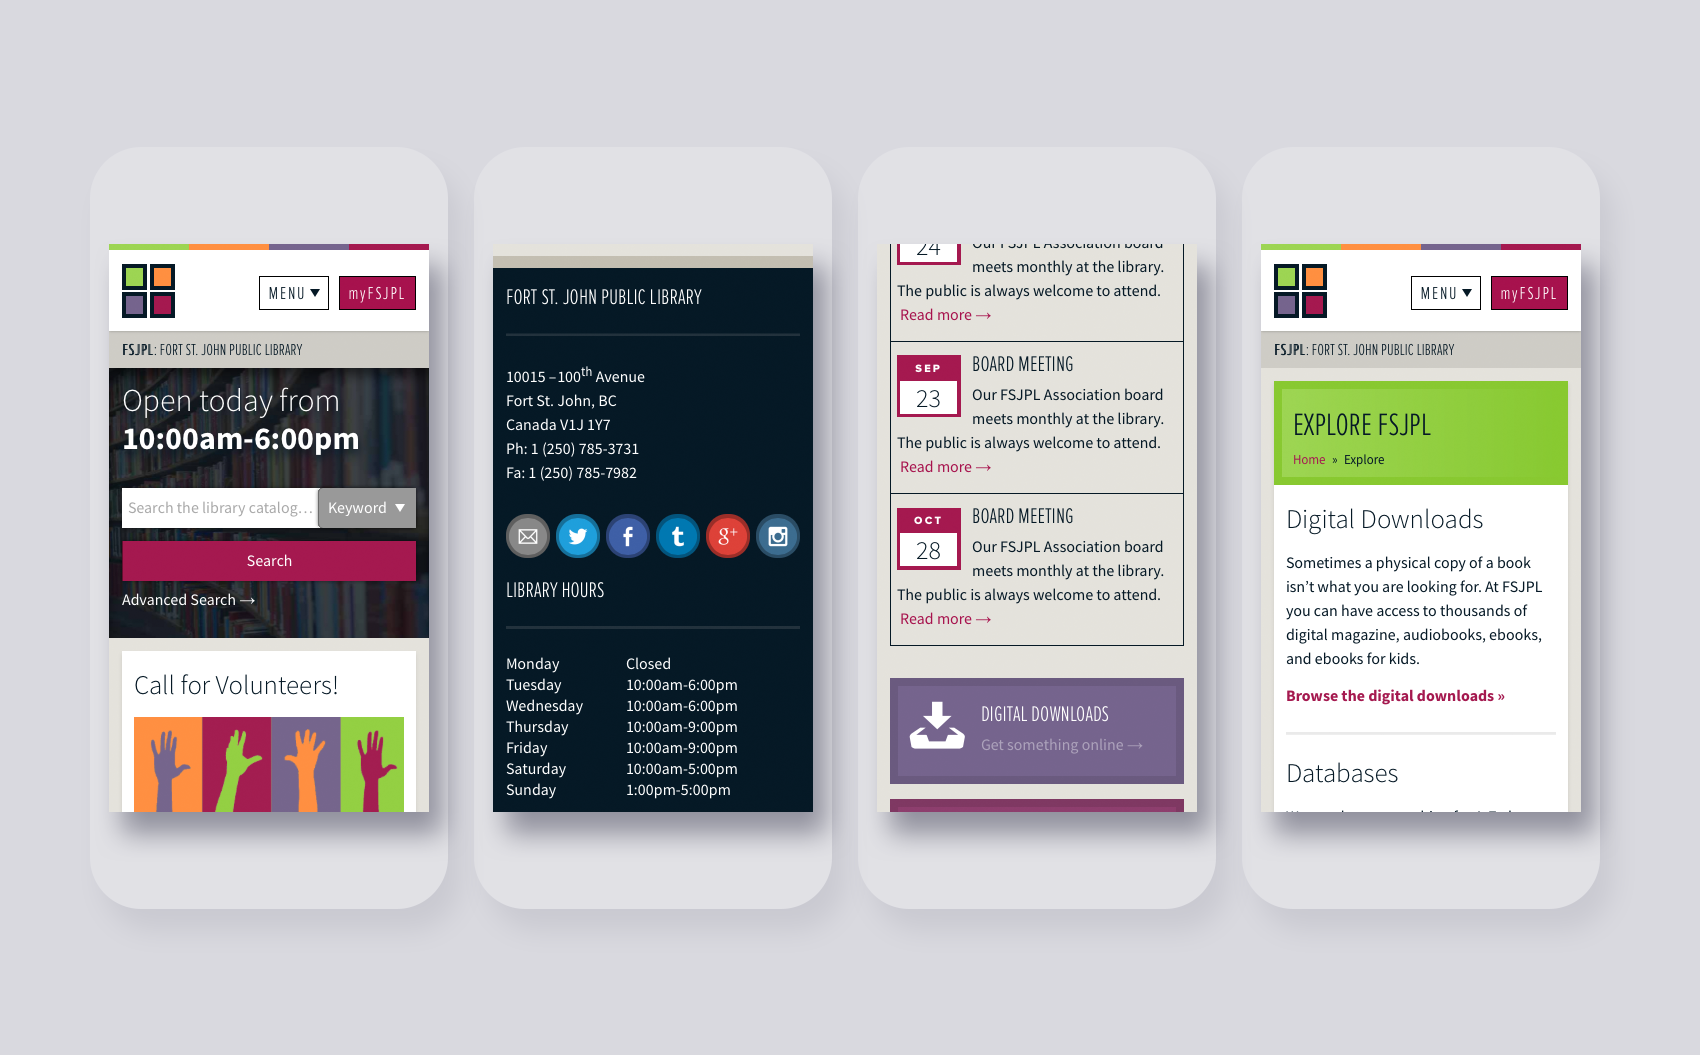 MENU ▼
myFSJPL
FSJPL: FORT ST. JOHN PUBLIC LIBRARY
Open today from
10:00am-6:00pm
Search the library catalog…
Keyword ▼
Search
Advanced Search →
Call for Volunteers!
FORT ST. JOHN PUBLIC LIBRARY
10015 –100th Avenue
Fort St. John, BC
Canada V1J 1Y7
Ph: 1 (250) 785-3731
Fa: 1 (250) 785-7982
f
t
g+
LIBRARY HOURS
Monday Closed
Tuesday 10:00am-6:00pm
Wednesday 10:00am-6:00pm
Thursday 10:00am-9:00pm
Friday 10:00am-9:00pm
Saturday 10:00am-5:00pm
Sunday 1:00pm-5:00pm
24
Our FSJPL Association board
meets monthly at the library.
The public is always welcome to attend.
Read more →
SEP
23
BOARD MEETING
Our FSJPL Association board
meets monthly at the library.
The public is always welcome to attend.
Read more →
OCT
28
BOARD MEETING
Our FSJPL Association board
meets monthly at the library.
The public is always welcome to attend.
Read more →
DIGITAL DOWNLOADS
Get something online →
MENU ▼
myFSJPL
FSJPL: FORT ST. JOHN PUBLIC LIBRARY
EXPLORE FSJPL
Home » Explore
Digital Downloads
Sometimes a physical copy of a book
isn’t what you are looking for. At FSJPL
you can have access to thousands of
digital magazine, audiobooks, ebooks,
and ebooks for kids.
Browse the digital downloads »
Databases